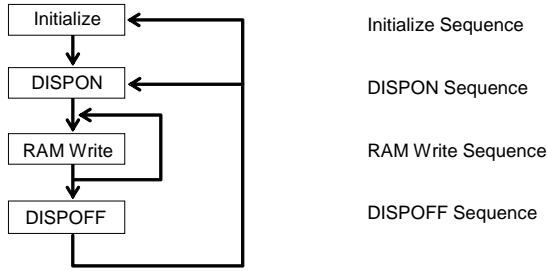 Initialize Initialize Sequence
DISPON DISPON Sequence
RAM Write RAM Write Sequence
DISPOFF DISPOFF Sequence